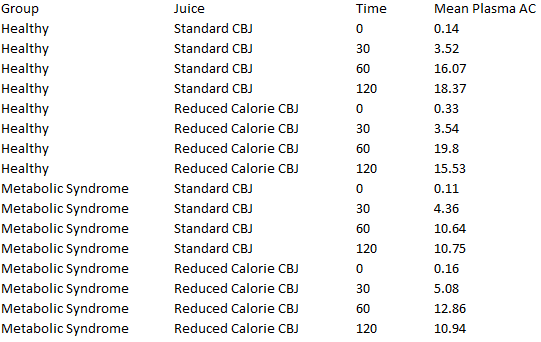 Group Juice Time Mean Plasma AC
Healthy Standard CBJ 0 0.14
Healthy Standard CBJ 30 3.52
Healthy Standard CBJ 60 16.07
Healthy Standard CBJ 120 18.37
Healthy Reduced Calorie CBJ 0 0.33
Healthy Reduced Calorie CBJ 30 3.54
Healthy Reduced Calorie CBJ 60 19.8
Healthy Reduced Calorie CBJ 120 15.53
Metabolic Syndrome Standard CBJ 0 0.11
Metabolic Syndrome Standard CBJ 30 4.36
Metabolic Syndrome Standard CBJ 60 10.64
Metabolic Syndrome Standard CBJ 120 10.75
Metabolic Syndrome Reduced Calorie CBJ 0 0.16
Metabolic Syndrome Reduced Calorie CBJ 30 5.08
Metabolic Syndrome Reduced Calorie CBJ 60 12.86
Metabolic Syndrome Reduced Calorie CBJ 120 10.94